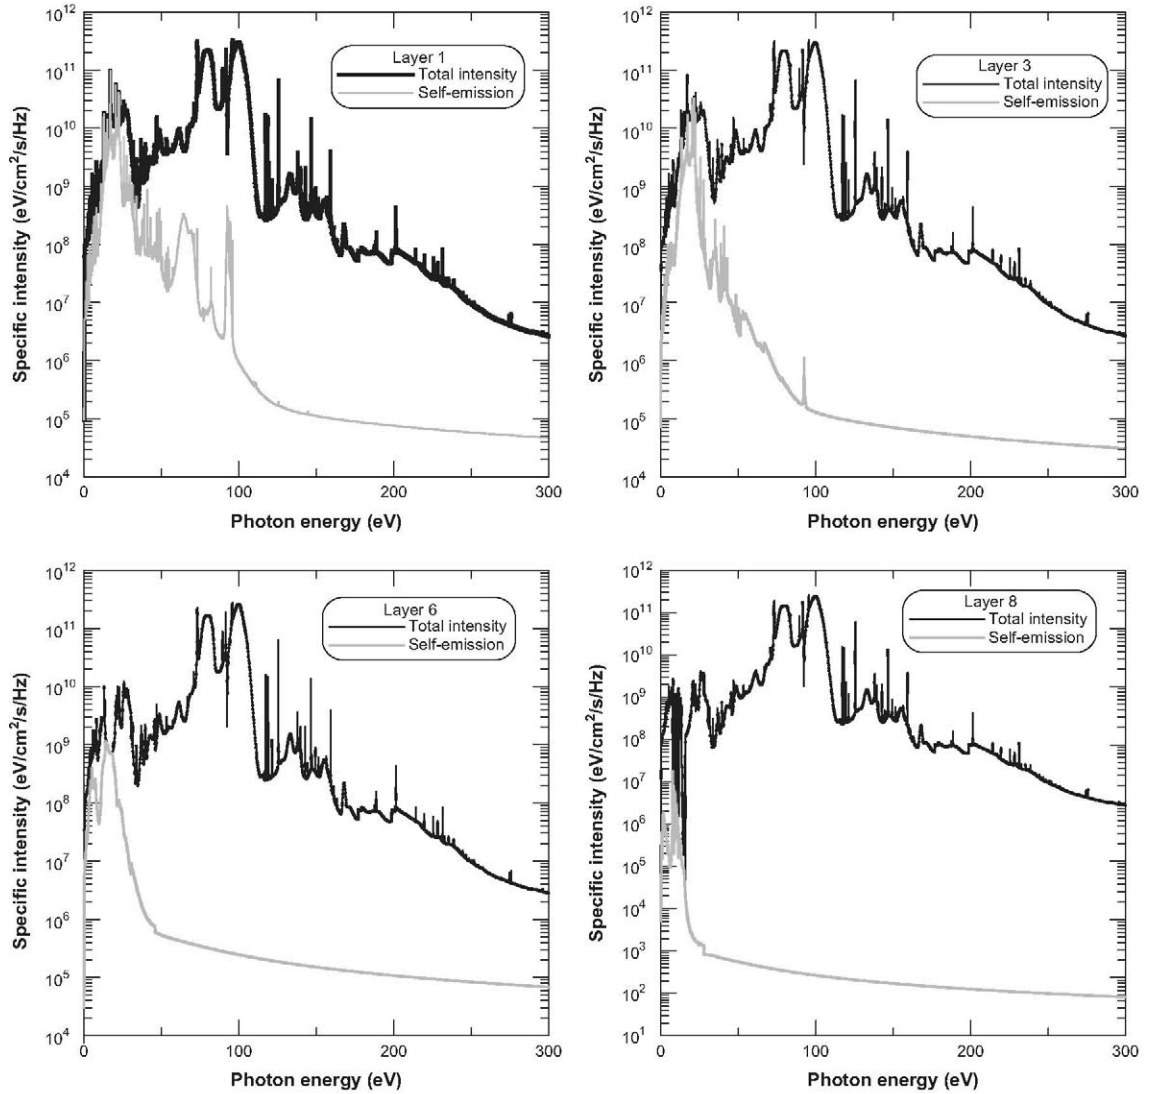 Layer 1
Total intensity
Self-emission
10¹²
10¹¹
10¹⁰
10⁹
10⁸
10⁷
10⁶
10⁵
10⁴
Specific intensity (eV/cm²/s/Hz)
0 100 200 300
Photon energy (eV)
Layer 3
Total intensity
Self-emission
10¹²
10¹¹
10¹⁰
10⁹
10⁸
10⁷
10⁶
10⁵
10⁴
Specific intensity (eV/cm²/s/Hz)
0 100 200 300
Photon energy (eV)
Layer 6
Total intensity
Self-emission
10¹²
10¹¹
10¹⁰
10⁹
10⁸
10⁷
10⁶
10⁵
10⁴
Specific intensity (eV/cm²/s/Hz)
0 100 200 300
Photon energy (eV)
Layer 8
Total intensity
Self-emission
10¹²
10¹¹
10¹⁰
10⁹
10⁸
10⁷
10⁶
10⁵
10⁴
10³
10²
10¹
Specific intensity (eV/cm²/s/Hz)
0 100 200 300
Photon energy (eV)